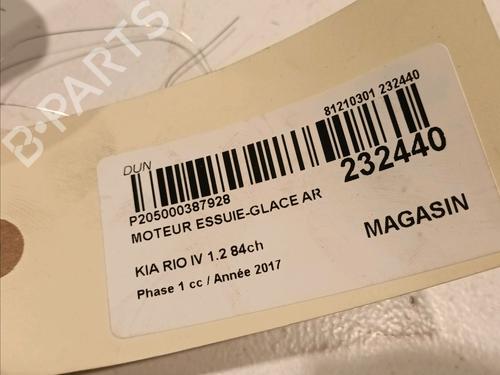 B-PARTS
DUN
81210301 232440
P205000387928
232440
MOTEUR ESSUIE-GLACE AR
MAGASIN
KIA RIO IV 1.2 84ch
Phase 1 cc / Année 2017